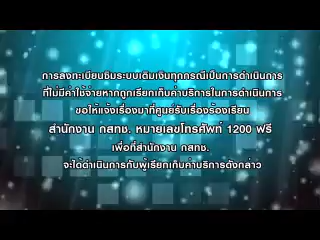 การลงทะเบียนซิมระบบเติมเงินทุกกรณีเป็นการดำเนินการ
ที่ไม่มีค่าใช้จ่ายหากถูกเรียกเก็บค่าบริการในการดำเนินการ
ขอให้แจ้งเรื่องมาที่ศูนย์รับเรื่องร้องเรียน
สำนักงาน กสทช. หมายเลขโทรศัพท์ 1200 ฟรี
เพื่อที่สำนักงาน กสทช.
จะได้ดำเนินการกับผู้เรียกเก็บค่าบริการดังกล่าว